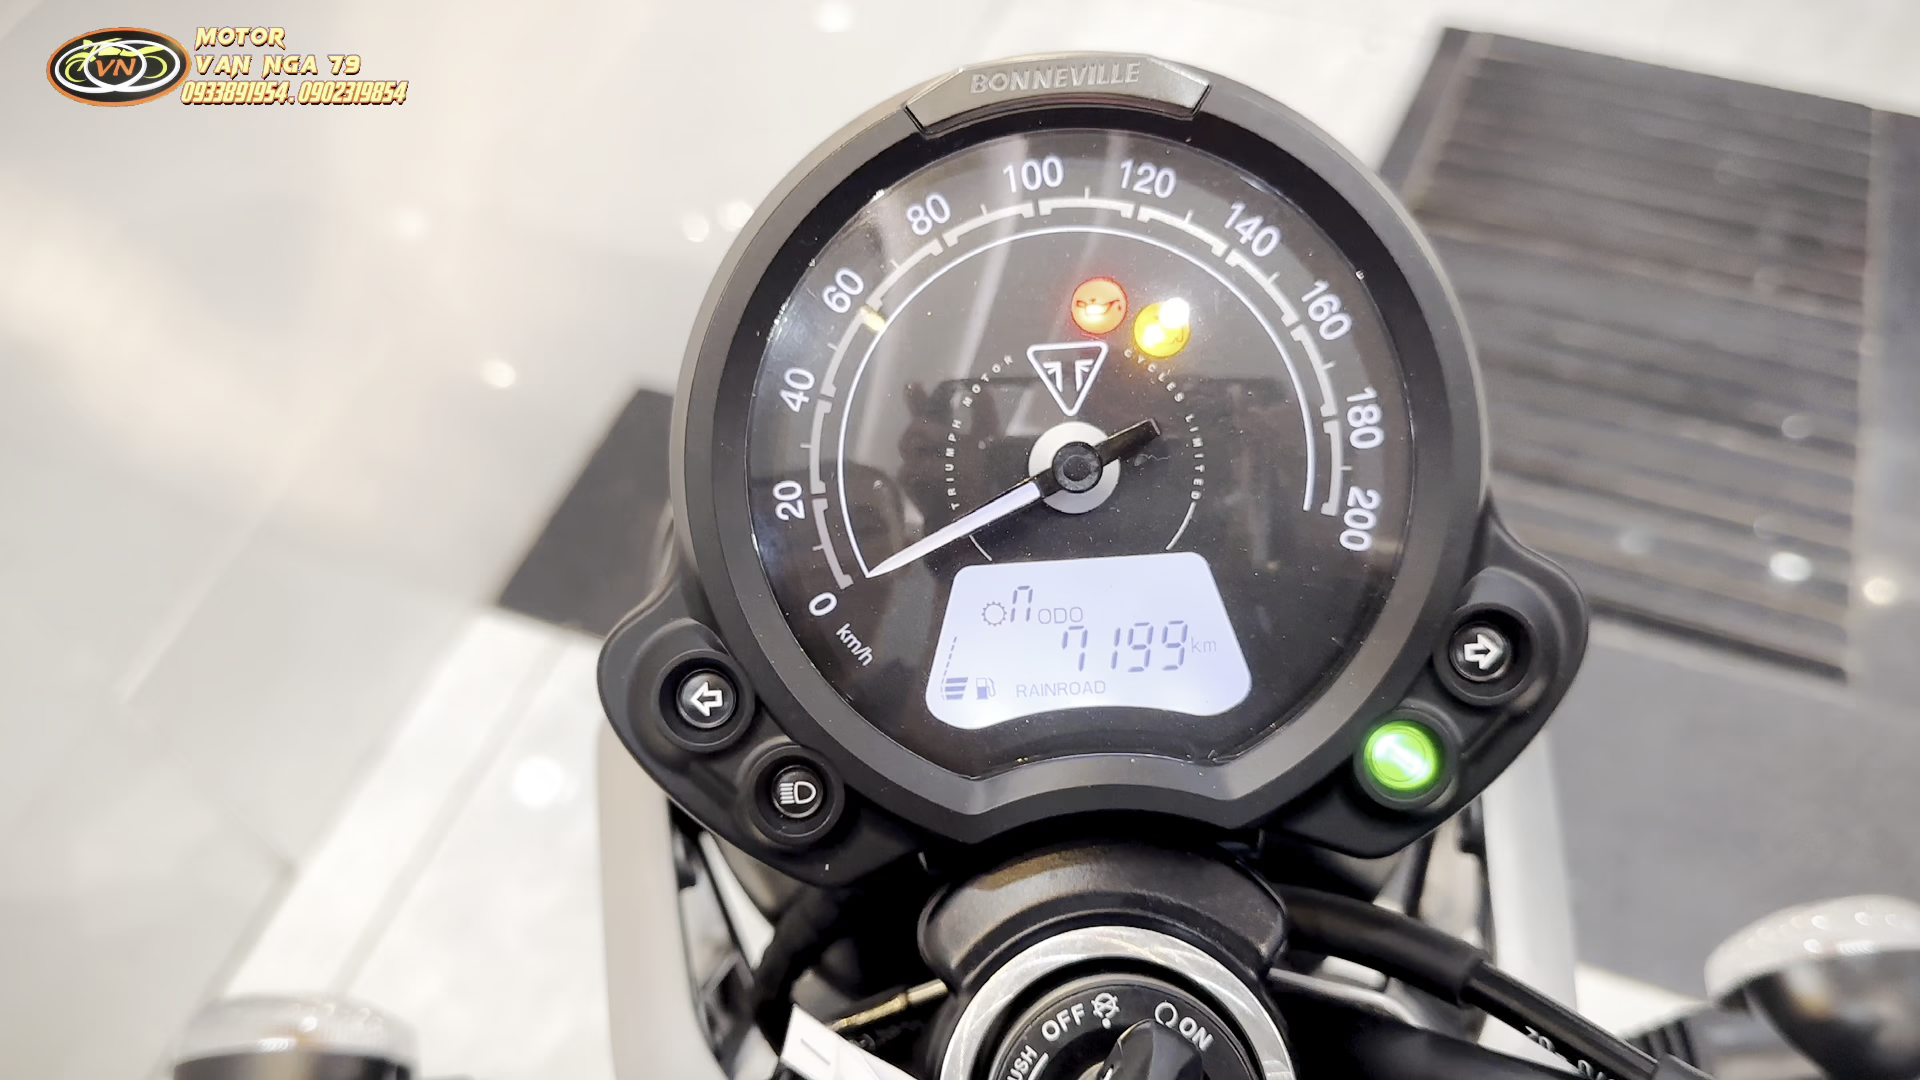 MOTOR
VN
VAN NGA 79
0933891954. 0902319854
BONNEVILLE
0 20 40 60 80 100 120 140 160 180 200
km/h
TRIUMPH MOTOR CYCLES LIMITED
n ODO
7199 km
RAINROAD
OFF ON